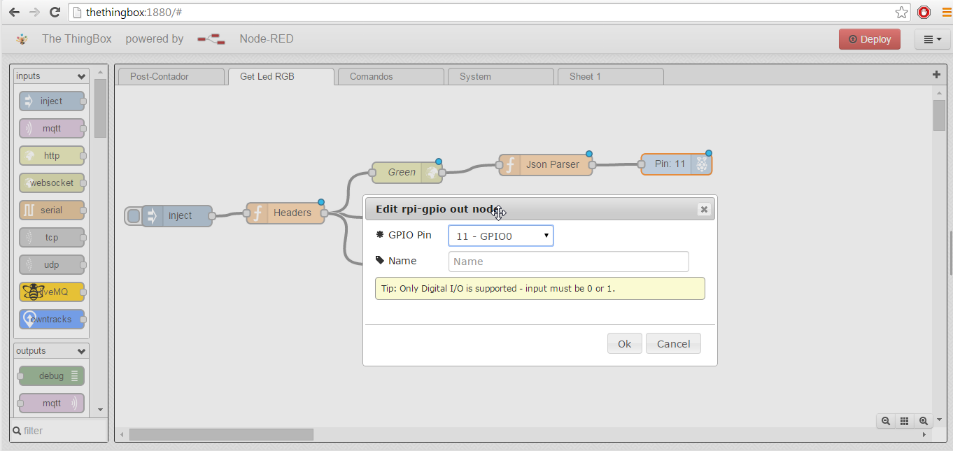 thethingbox:1880/#
The ThingBox powered by Node-RED
Deploy
inputs
Post-Contador
Get Led RGB
Comandos
System
Sheet 1
inject
mqtt
http
websocket
serial
tcp
udp
owntracks
outputs
debug
mqtt
filter
Inject
Headers
Green
Json Parser
Pin: 11
Edit rpi-gpio out node
GPIO Pin
11 - GPIO0
Name
Name
Tip: Only Digital I/O is supported - input must be 0 or 1.
Ok
Cancel